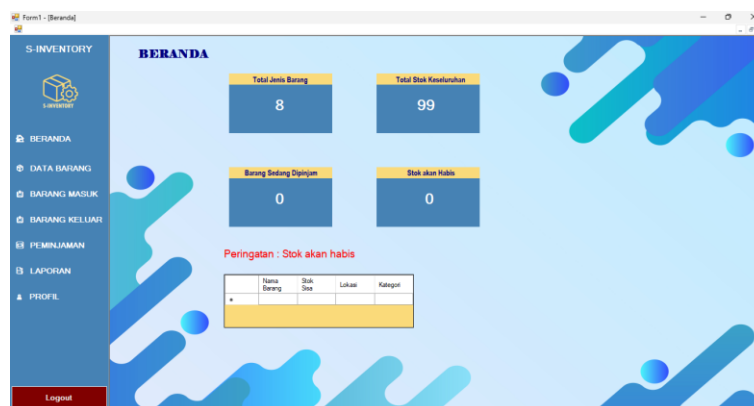 Form1 - [Beranda]
S-INVENTORY
S-INVENTORY
BERANDA
DATA BARANG
BARANG MASUK
BARANG KELUAR
PEMINJAMAN
LAPORAN
PROFIL
Logout
BERANDA
Total Jenis Barang
8
Total Stok Keseluruhan
99
Barang Sedang Dipinjam
0
Stok akan Habis
0
Peringatan : Stok akan habis
Nama Barang Stok Sisa Lokasi Kategori